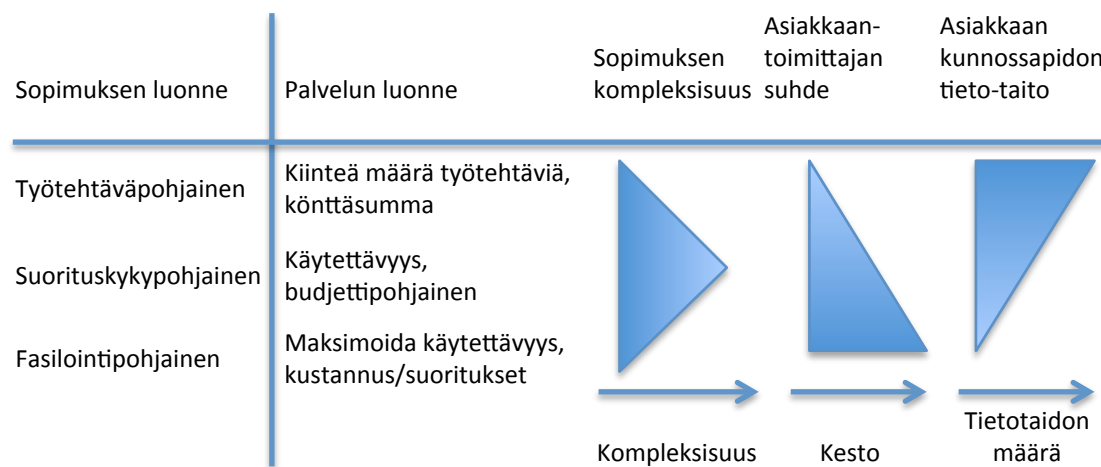 Sopimuksen luonne
Palvelun luonne
Sopimuksen
kompleksisuus
Asiakkaan-
toimittajan
suhde
Asiakkaan
kunnossapidon
tieto-taito
Työtehtäväpohjainen
Kiinteä määrä työtehtäviä,
könttäsumma
Suorituskykypohjainen
Käytettävyys,
budjettipohjainen
Fasilointipohjainen
Maksimoida käytettävyys,
kustannus/suoritukset
Kompleksisuus
Kesto
Tietotaidon
määrä